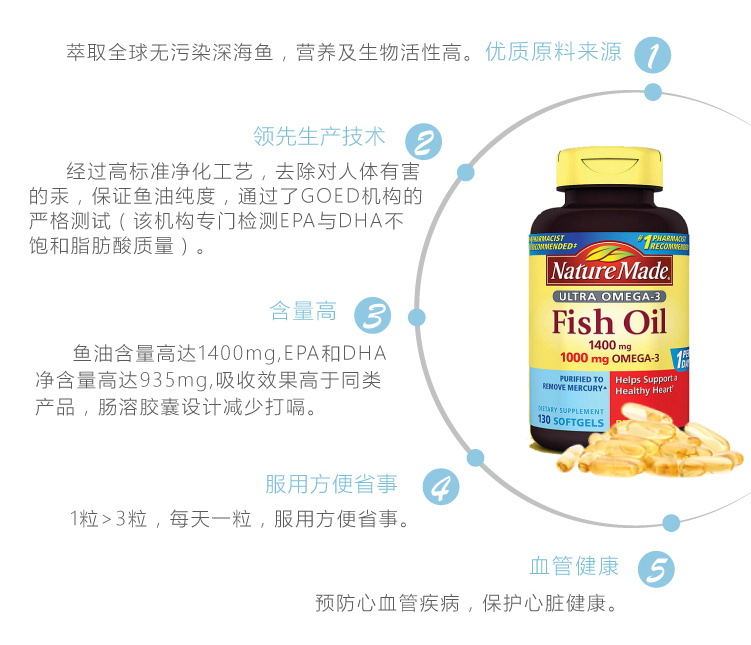 萃取全球无污染深海鱼，营养及生物活性高。优质原料来源 1
领先生产技术 2
经过高标准净化工艺，去除对人体有害
的汞，保证鱼油纯度，通过了GOED机构的
严格测试（该机构专门检测EPA与DHA不
饱和脂肪酸质量）。
含量高 3
鱼油含量高达1400mg,EPA和DHA
净含量高达935mg,吸收效果高于同类
产品，肠溶胶囊设计减少打嗝。
服用方便省事 4
1粒>3粒，每天一粒，服用方便省事。
血管健康 5
预防心血管疾病，保护心脏健康。
PHARMACIST
RECOMMENDED‡
#1 PHARMACIST
RECOMMENDED
Nature Made
ULTRA OMEGA-3
Fish Oil
1400 mg
1000 mg OMEGA-3
1 PER
DAY
PURIFIED TO
REMOVE MERCURY^
Helps Support a
Healthy Heart†
DIETARY SUPPLEMENT
130 SOFTGELS